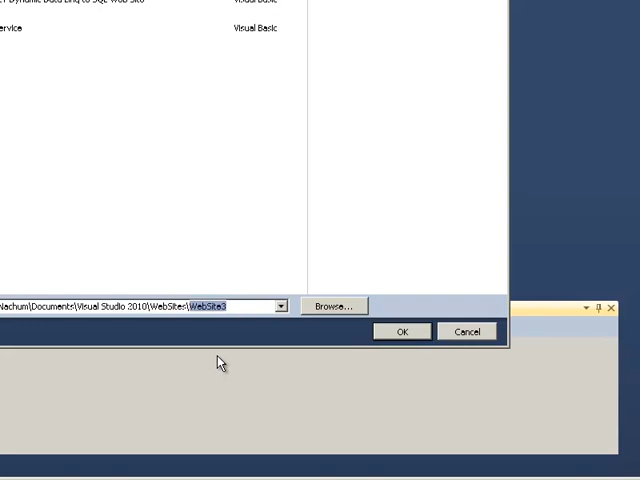 Dynamic Data Linq to SQL Web Site Visual Basic
ervice Visual Basic
Nachum\Documents\Visual Studio 2010\WebSites\WebSite3 Browse...
OK Cancel